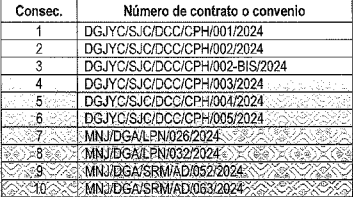 Consec. Número de contrato o convenio
1 DGJYC/SJC/DCC/CPH/001/2024
2 DGJYC/SJC/DCC/CPH/002/2024
3 DGJYC/SJC/DCC/CPH/002-BIS/2024
4 DGJYC/SJC/DCC/CPH/003/2024
5 DGJYC/SJC/DCC/CPH/004/2024
6 DGJYC/SJC/DCC/CPH/005/2024
7 MNJ/DGA/LPN/026/2024
8 MNJ/DGA/LPN/032/2024
9 MNJ/DGA/SRM/AD/052/2024
10 MNJ/DGA/SRM/AD/063/2024